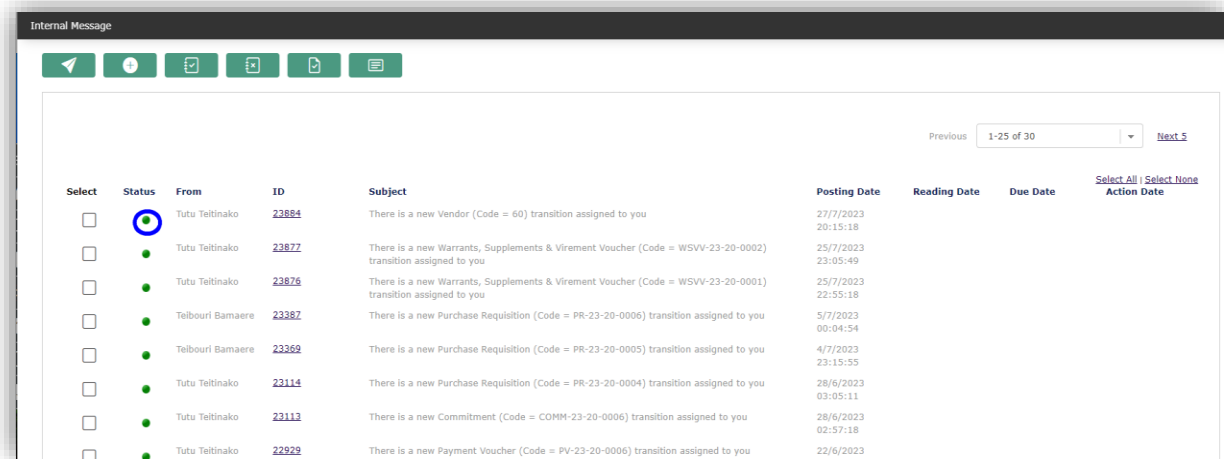 Internal Message
Previous 1-25 of 30 Next 5
Select All | Select None
Select Status From ID Subject Posting Date Reading Date Due Date Action Date
Tutu Teitinako 23884 There is a new Vendor (Code = 60) transition assigned to you 27/7/2023
20:15:18
Tutu Teitinako 23877 There is a new Warrants, Supplements & Virement Voucher (Code = WSVV-23-20-0002) 25/7/2023
transition assigned to you 23:05:49
Tutu Teitinako 23876 There is a new Warrants, Supplements & Virement Voucher (Code = WSVV-23-20-0001) 25/7/2023
transition assigned to you 22:55:18
Teibouri Bamaere 23387 There is a new Purchase Requisition (Code = PR-23-20-0006) transition assigned to you 5/7/2023
00:04:54
Teibouri Bamaere 23369 There is a new Purchase Requisition (Code = PR-23-20-0005) transition assigned to you 4/7/2023
23:15:55
Tutu Teitinako 23114 There is a new Purchase Requisition (Code = PR-23-20-0004) transition assigned to you 28/6/2023
03:05:11
Tutu Teitinako 23113 There is a new Commitment (Code = COMM-23-20-0006) transition assigned to you 28/6/2023
02:57:18
Tutu Teitinako 22929 There is a new Payment Voucher (Code = PV-23-20-0006) transition assigned to you 22/6/2023